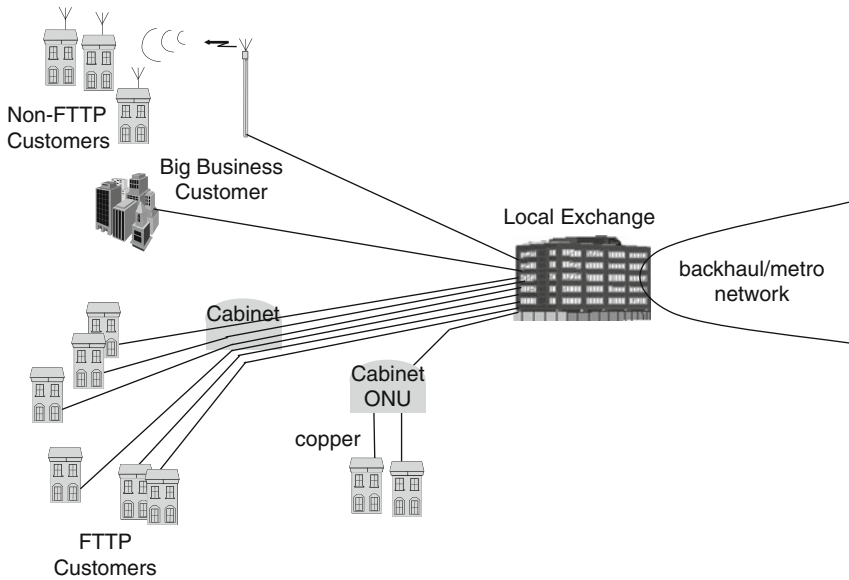 Non-FTTP
Customers
Big Business
Customer
Local Exchange
backhaul/metro
network
Cabinet
Cabinet
ONU
copper
FTTP
Customers